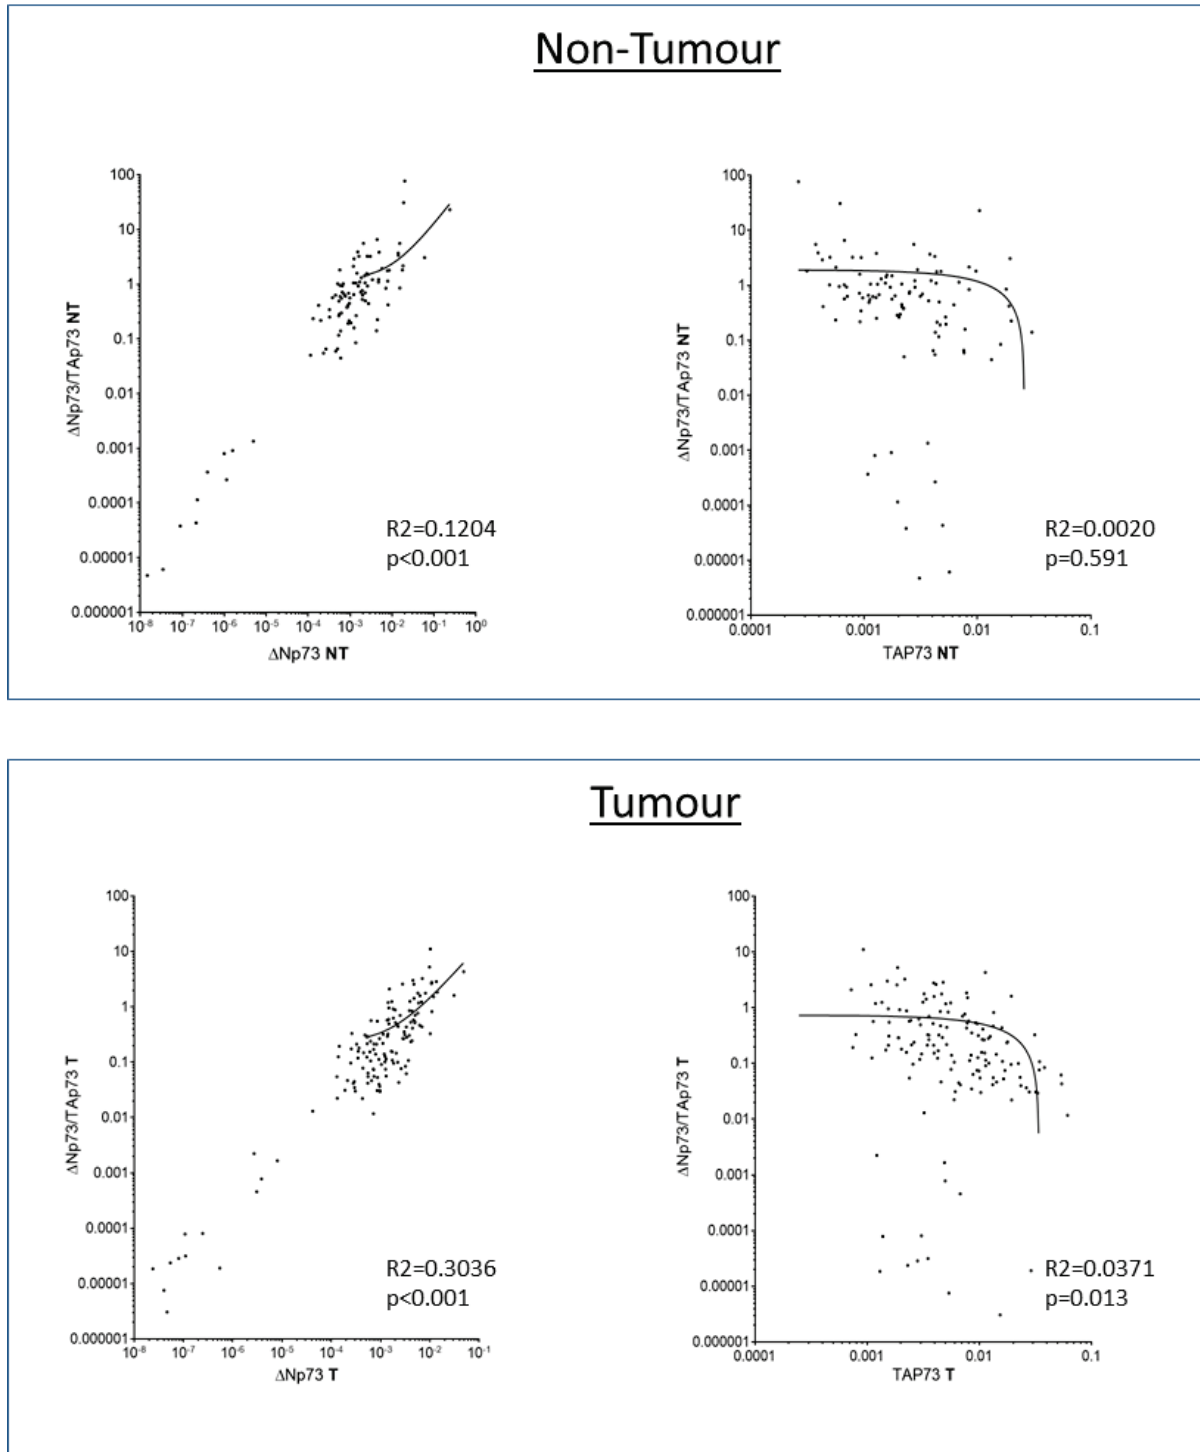 Non-Tumour
100
10
1
0.1
0.01
0.001
0.0001
0.00001
0.000001
ΔNp73/TAp73 NT
10⁻⁸ 10⁻⁷ 10⁻⁶ 10⁻⁵ 10⁻⁴ 10⁻³ 10⁻² 10⁻¹ 10⁰
ΔNp73 NT
R2=0.1204
p<0.001
100
10
1
0.1
0.01
0.001
0.0001
0.00001
0.000001
ΔNp73/TAp73 NT
0.0001 0.001 0.01 0.1
TAP73 NT
R2=0.0020
p=0.591
Tumour
100
10
1
0.1
0.01
0.001
0.0001
0.00001
0.000001
ΔNp73/TAp73 T
10⁻⁸ 10⁻⁷ 10⁻⁶ 10⁻⁵ 10⁻⁴ 10⁻³ 10⁻² 10⁻¹
ΔNp73 T
R2=0.3036
p<0.001
100
10
1
0.1
0.01
0.001
0.0001
0.00001
0.000001
ΔNp73/TAp73 T
0.0001 0.001 0.01 0.1
TAP73 T
R2=0.0371
p=0.013